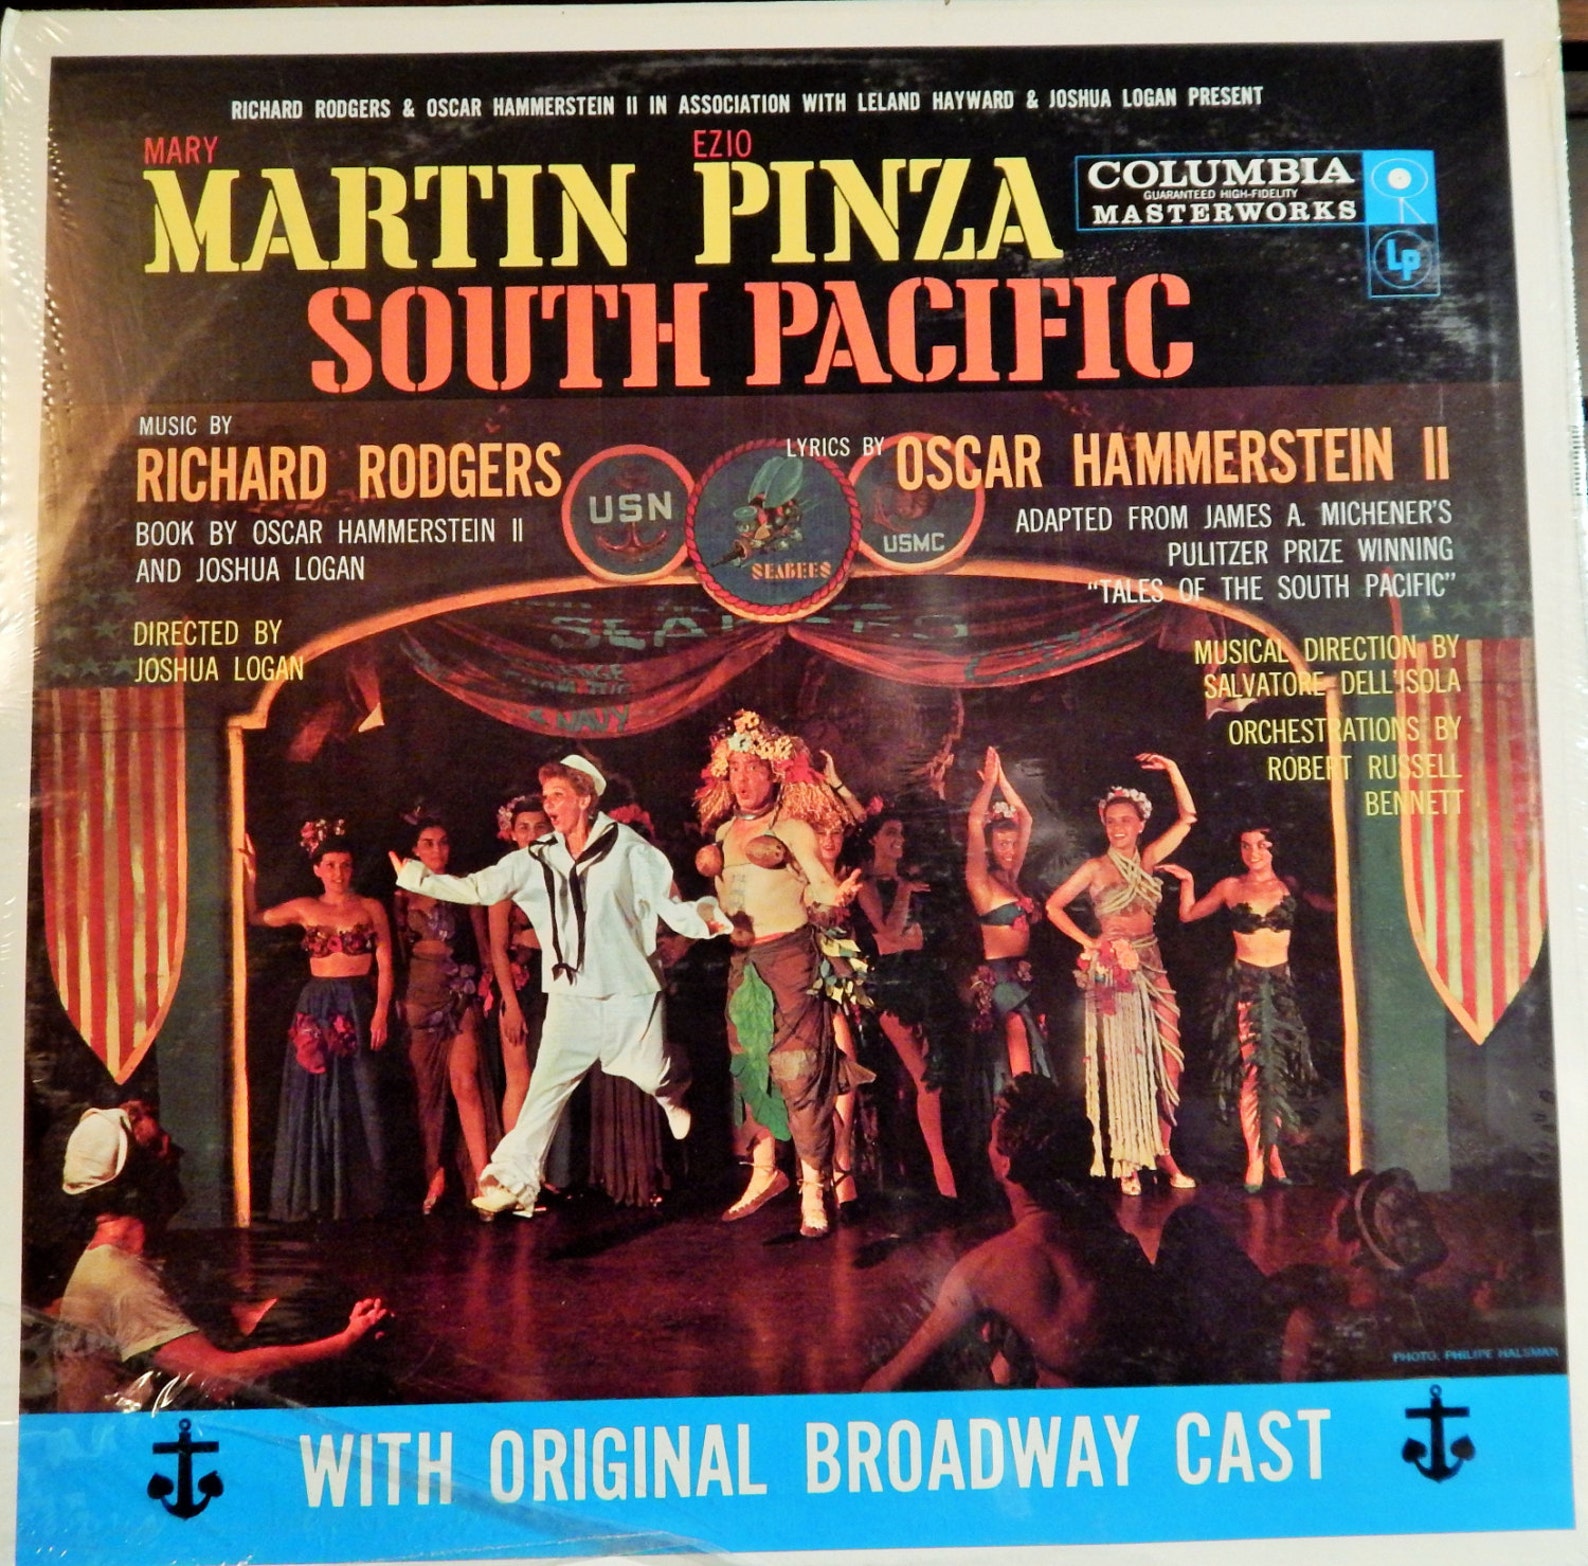 RICHARD RODGERS & OSCAR HAMMERSTEIN II IN ASSOCIATION WITH LELAND HAYWARD & JOSHUA LOGAN PRESENT
MARY EZIO
MARTIN PINZA
COLUMBIA
GUARANTEED HIGH-FIDELITY
MASTERWORKS
LP
SOUTH PACIFIC
MUSIC BY
RICHARD RODGERS
BOOK BY OSCAR HAMMERSTEIN II
AND JOSHUA LOGAN
DIRECTED BY
JOSHUA LOGAN
LYRICS BY OSCAR HAMMERSTEIN II
ADAPTED FROM JAMES A. MICHENER'S
PULITZER PRIZE WINNING
"TALES OF THE SOUTH PACIFIC"
MUSICAL DIRECTION BY
SALVATORE DELL'ISOLA
ORCHESTRATIONS BY
ROBERT RUSSELL
BENNETT
USN
SEABEES
USMC
NAVY
PHOTO: PHILIPE HALSMAN
WITH ORIGINAL BROADWAY CAST